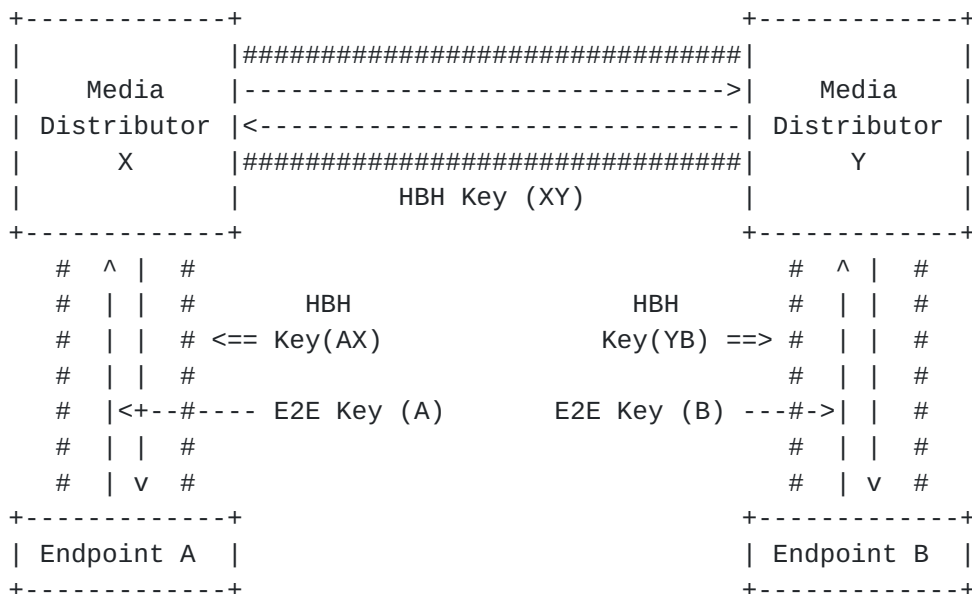 +-------------+                                +-------------+
|             |################################|             |
|    Media    |------------------------------->|    Media    |
| Distributor |<-------------------------------| Distributor |
|      X      |################################|      Y      |
|             |          HBH Key (XY)          |             |
+-------------+                                +-------------+
   #  ^ |  #                                      #  ^ |  #
   #  | |  #       HBH                  HBH       #  | |  #
   #  | |  # <== Key(AX)              Key(YB) ==> #  | |  #
   #  | |  #                                      #  | |  #
   #  |<+--#---- E2E Key (A)       E2E Key (B) ---#->| |  #
   #  | |  #                                      #  | |  #
   #  | v  #                                      #  | v  #
+-------------+                                +-------------+
| Endpoint A  |                                | Endpoint B  |
+-------------+                                +-------------+